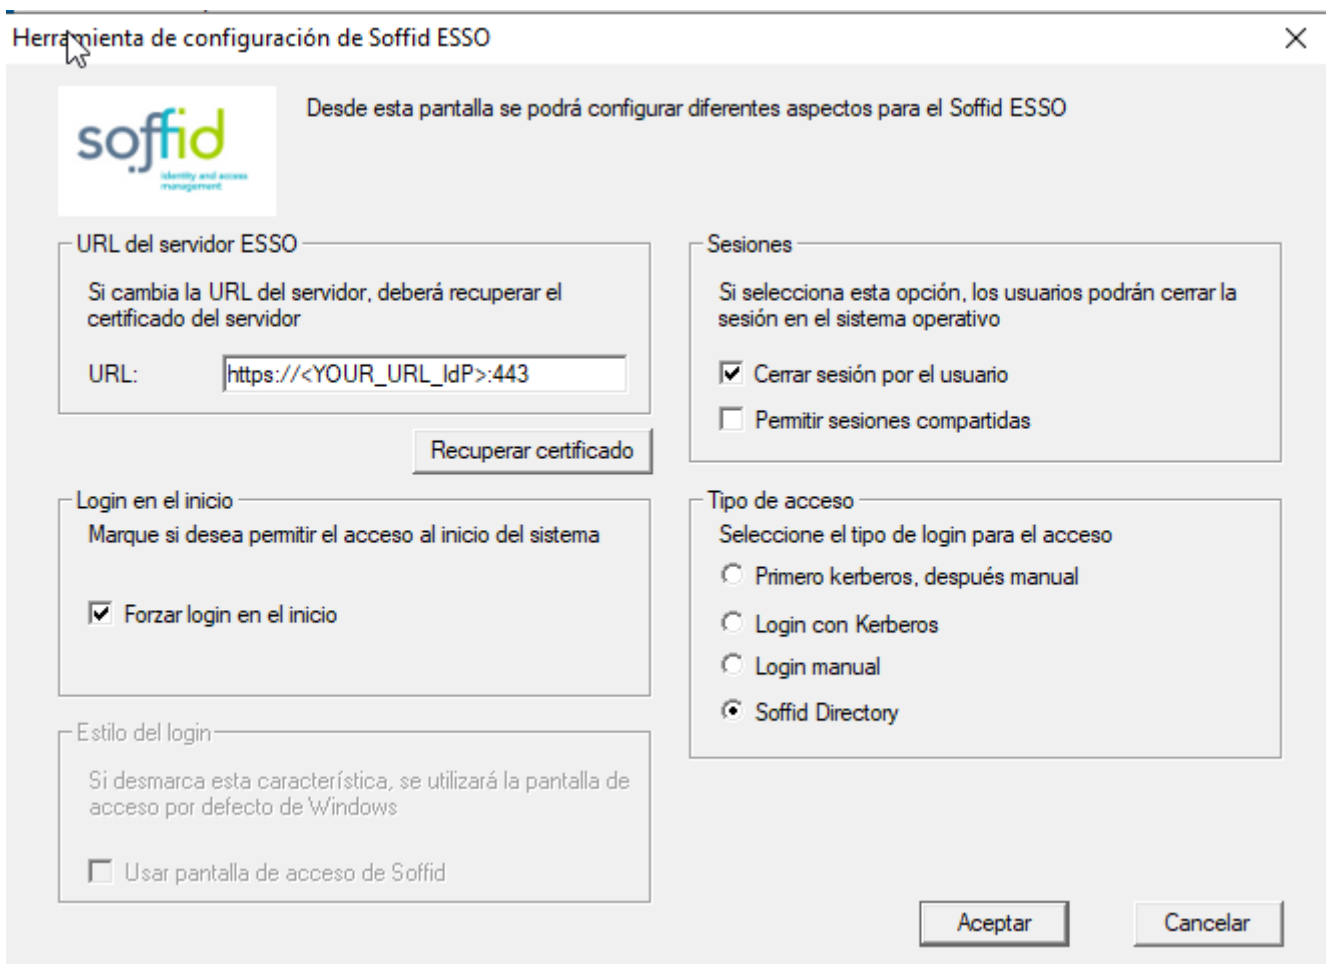 Herramienta de configuración de Soffid ESSO
soffid
identity and access
management
Desde esta pantalla se podrá configurar diferentes aspectos para el Soffid ESSO
URL del servidor ESSO
Si cambia la URL del servidor, deberá recuperar el
certificado del servidor
URL:
https://<YOUR_URL_IdP>:443
Recuperar certificado
Sesiones
Si selecciona esta opción, los usuarios podrán cerrar la
sesión en el sistema operativo
Cerrar sesión por el usuario
Permitir sesiones compartidas
Login en el inicio
Marque si desea permitir el acceso al inicio del sistema
Forzar login en el inicio
Tipo de acceso
Seleccione el tipo de login para el acceso
Primero kerberos, después manual
Login con Kerberos
Login manual
Soffid Directory
Estilo del login
Si desmarca esta característica, se utilizará la pantalla de
acceso por defecto de Windows
Usar pantalla de acceso de Soffid
Aceptar
Cancelar